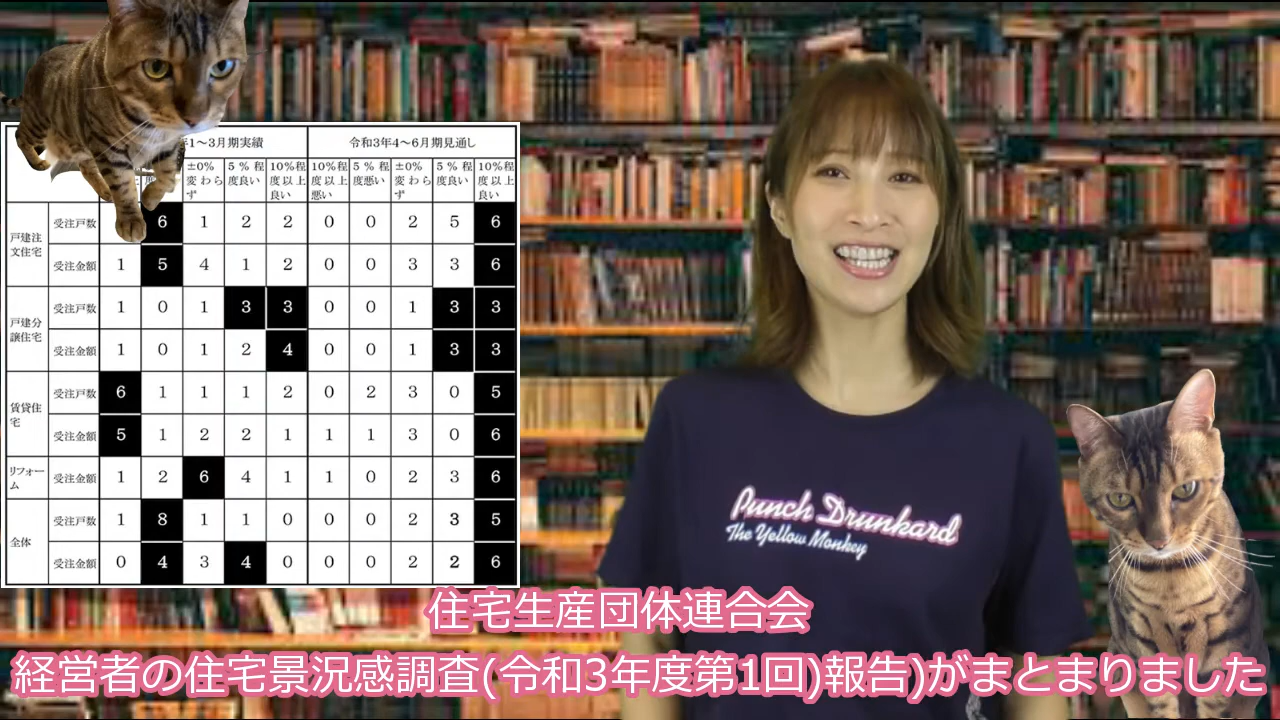 年1～3月期実績 令和3年4～6月期見通し
±0%変わらず 5%程度良い 10%程度以上良い 10%程度以上悪い 5%程度悪い ±0%変わらず 5%程度良い 10%程度以上良い
戸建注文住宅 受注戸数 6 1 2 2 0 0 2 5 6
受注金額 1 5 4 1 2 0 0 3 3 6
戸建分譲住宅 受注戸数 1 0 1 3 3 0 0 1 3 3
受注金額 1 0 1 2 4 0 0 1 3 3
賃貸住宅 受注戸数 6 1 1 1 2 0 2 3 0 5
受注金額 5 1 2 2 1 1 1 3 0 6
リフォーム 受注金額 1 2 6 4 1 1 0 2 3 6
全体 受注戸数 1 8 1 1 0 0 0 2 3 5
受注金額 0 4 3 4 0 0 0 2 2 6
Punch Drunkard
The Yellow Monkey
住宅生産団体連合会
経営者の住宅景況感調査(令和3年度第1回)報告)がまとまりました